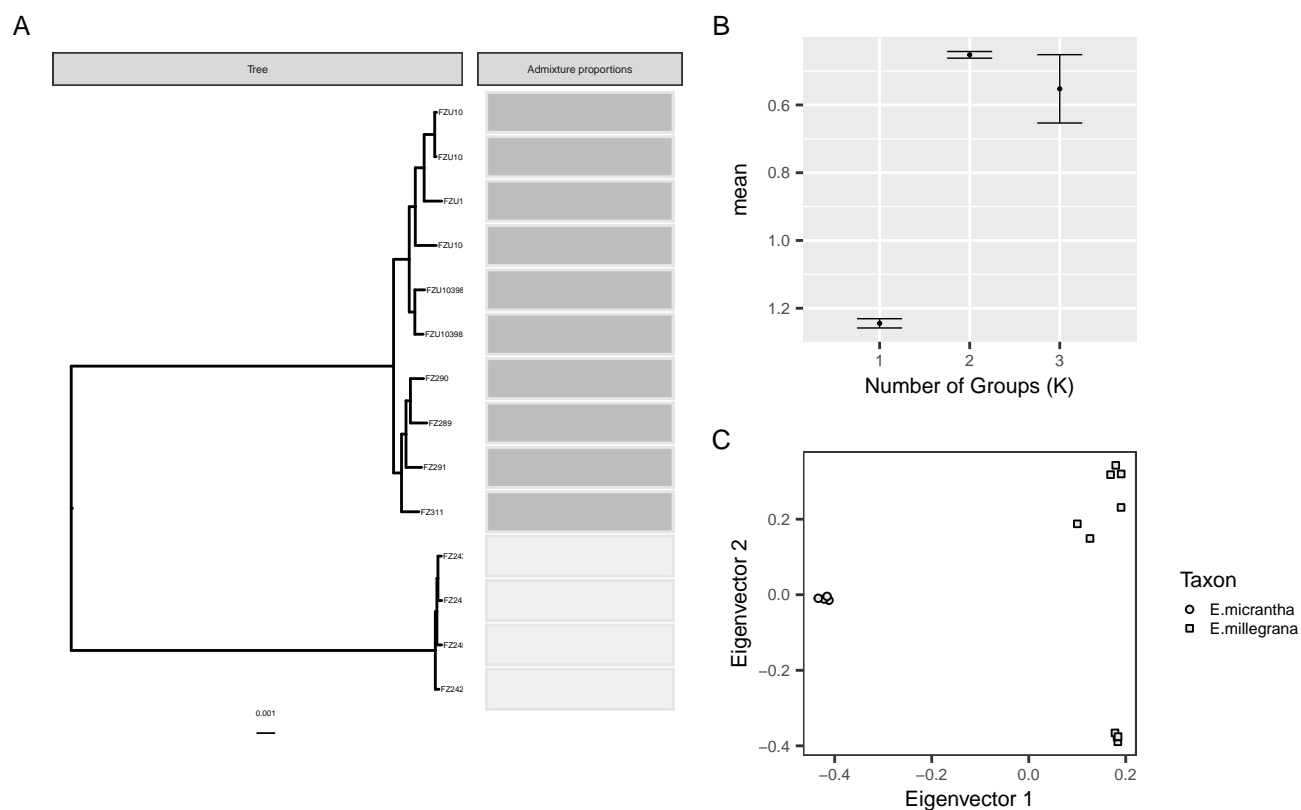 A
Tree
Admixture proportions
FZU10
FZU10
FZU1
FZU10
FZU10398
FZU10398
FZ290
FZ289
FZ291
FZ311
FZ24
FZ24
FZ24
FZ242
0.001
B
mean
0.6
0.8
1.0
1.2
1 2 3
Number of Groups (K)
C
Eigenvector 2
0.2
0.0
−0.2
−0.4
−0.4 −0.2 0.0 0.2
Eigenvector 1
Taxon
E.micrantha
E.millegrana